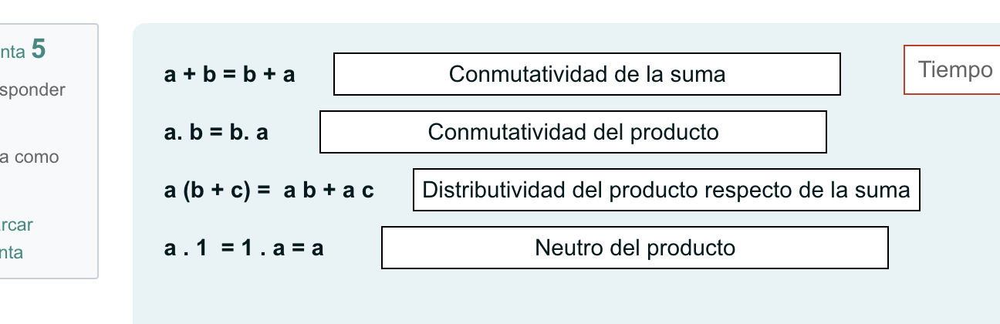 nta 5
sponder
a como
rcar
nta
a + b = b + a Conmutatividad de la suma
Tiempo
a. b = b. a Conmutatividad del producto
a (b + c) = a b + a c Distributividad del producto respecto de la suma
a . 1 = 1 . a = a Neutro del producto